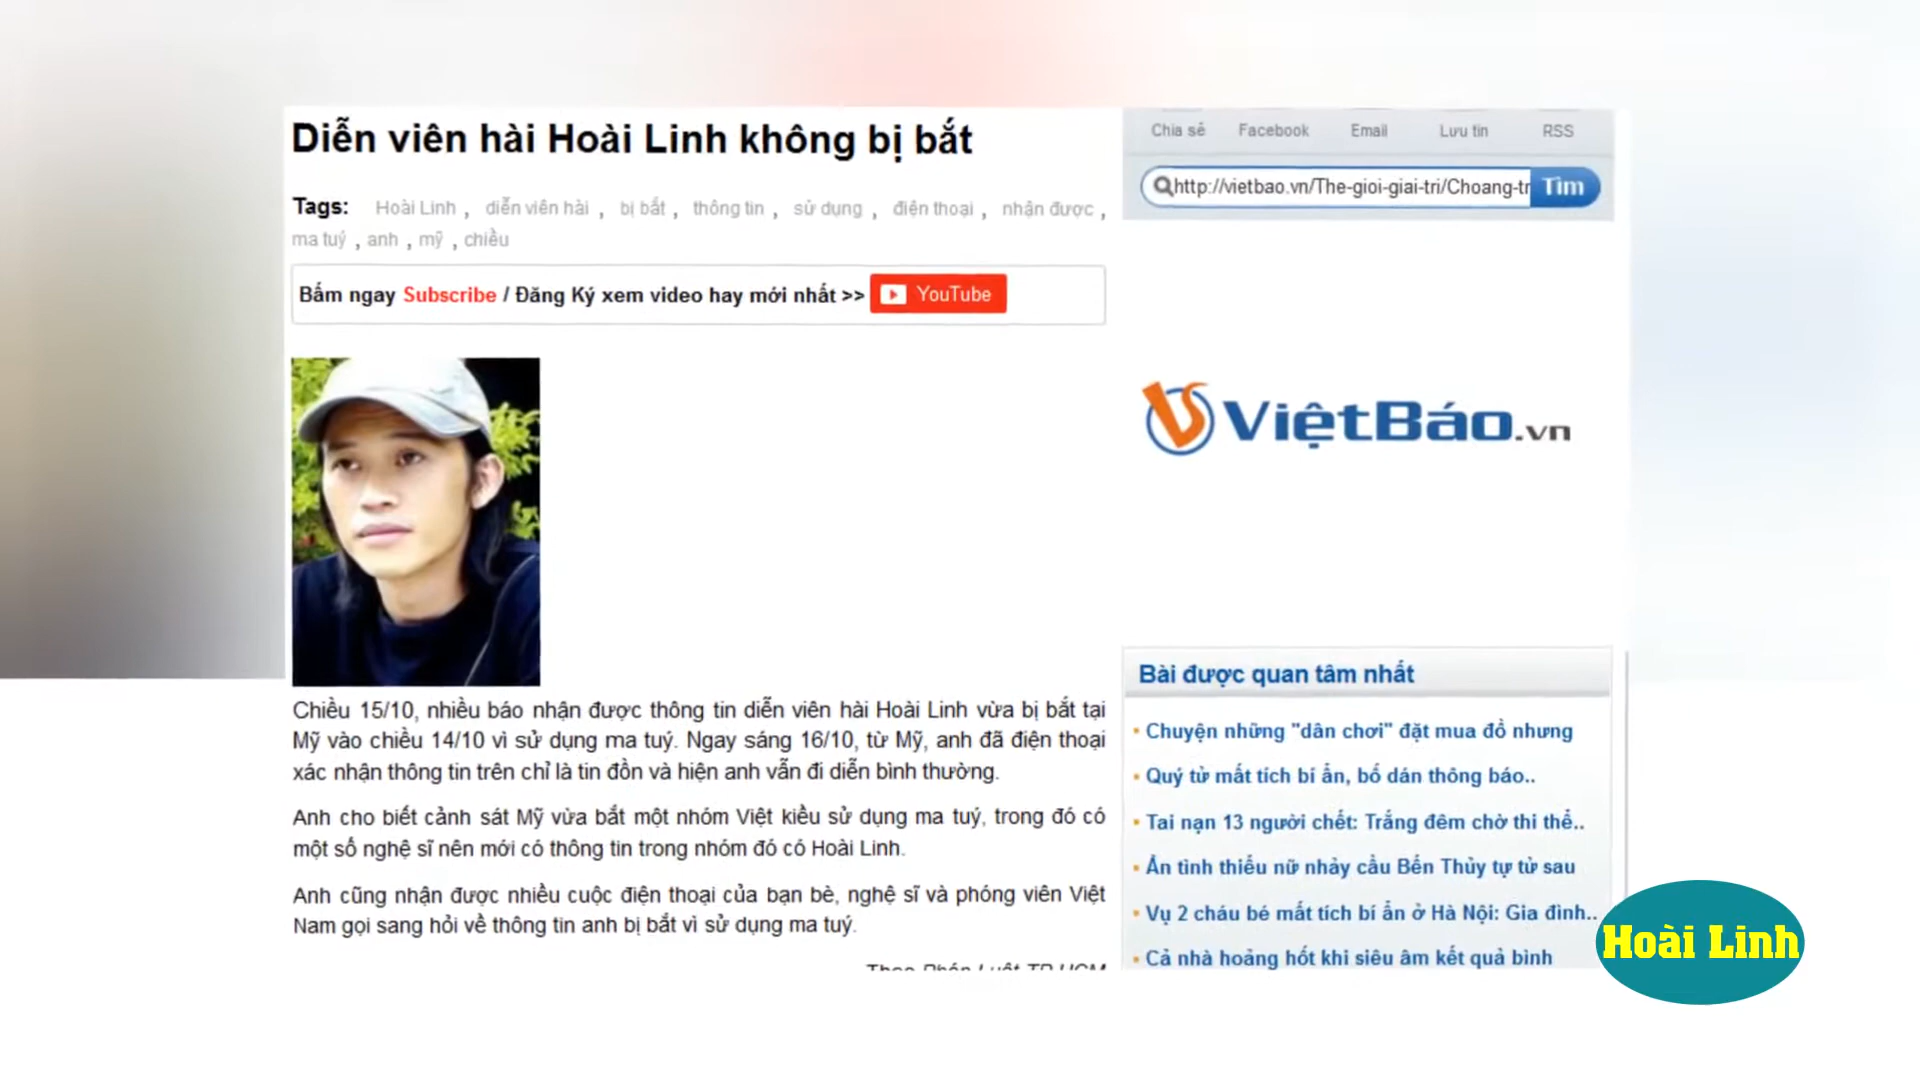 Diễn viên hài Hoài Linh không bị bắt
Tags: Hoài Linh , diễn viên hài , bị bắt , thông tin , sử dụng , điện thoại , nhận được ,
ma tuý , anh , mỹ , chiều
Bấm ngay Subscribe / Đăng Ký xem video hay mới nhất >> YouTube
Chiều 15/10, nhiều báo nhận được thông tin diễn viên hài Hoài Linh vừa bị bắt tại
Mỹ vào chiều 14/10 vì sử dụng ma tuý. Ngay sáng 16/10, từ Mỹ, anh đã điện thoại
xác nhận thông tin trên chỉ là tin đồn và hiện anh vẫn đi diễn bình thường.
Anh cho biết cảnh sát Mỹ vừa bắt một nhóm Việt kiều sử dụng ma tuý, trong đó có
một số nghệ sĩ nên mới có thông tin trong nhóm đó có Hoài Linh.
Anh cũng nhận được nhiều cuộc điện thoại của bạn bè, nghệ sĩ và phóng viên Việt
Nam gọi sang hỏi về thông tin anh bị bắt vì sử dụng ma tuý.
Theo Pháp Luật TP.HCM
Chia sẻ Facebook Email Lưu tin RSS
http://vietbao.vn/The-gioi-giai-tri/Choang-tr Tìm
ViệtBáo.vn
Bài được quan tâm nhất
Chuyện những "dân chơi" đặt mua đồ nhưng
Quý tử mất tích bí ẩn, bố dán thông báo..
Tai nạn 13 người chết: Trắng đêm chờ thi thể..
Ân tình thiếu nữ nhảy cầu Bến Thủy tự tử sau
Vụ 2 cháu bé mất tích bí ẩn ở Hà Nội: Gia đình..
Cả nhà hoảng hốt khi siêu âm kết quả bình
Hoài Linh